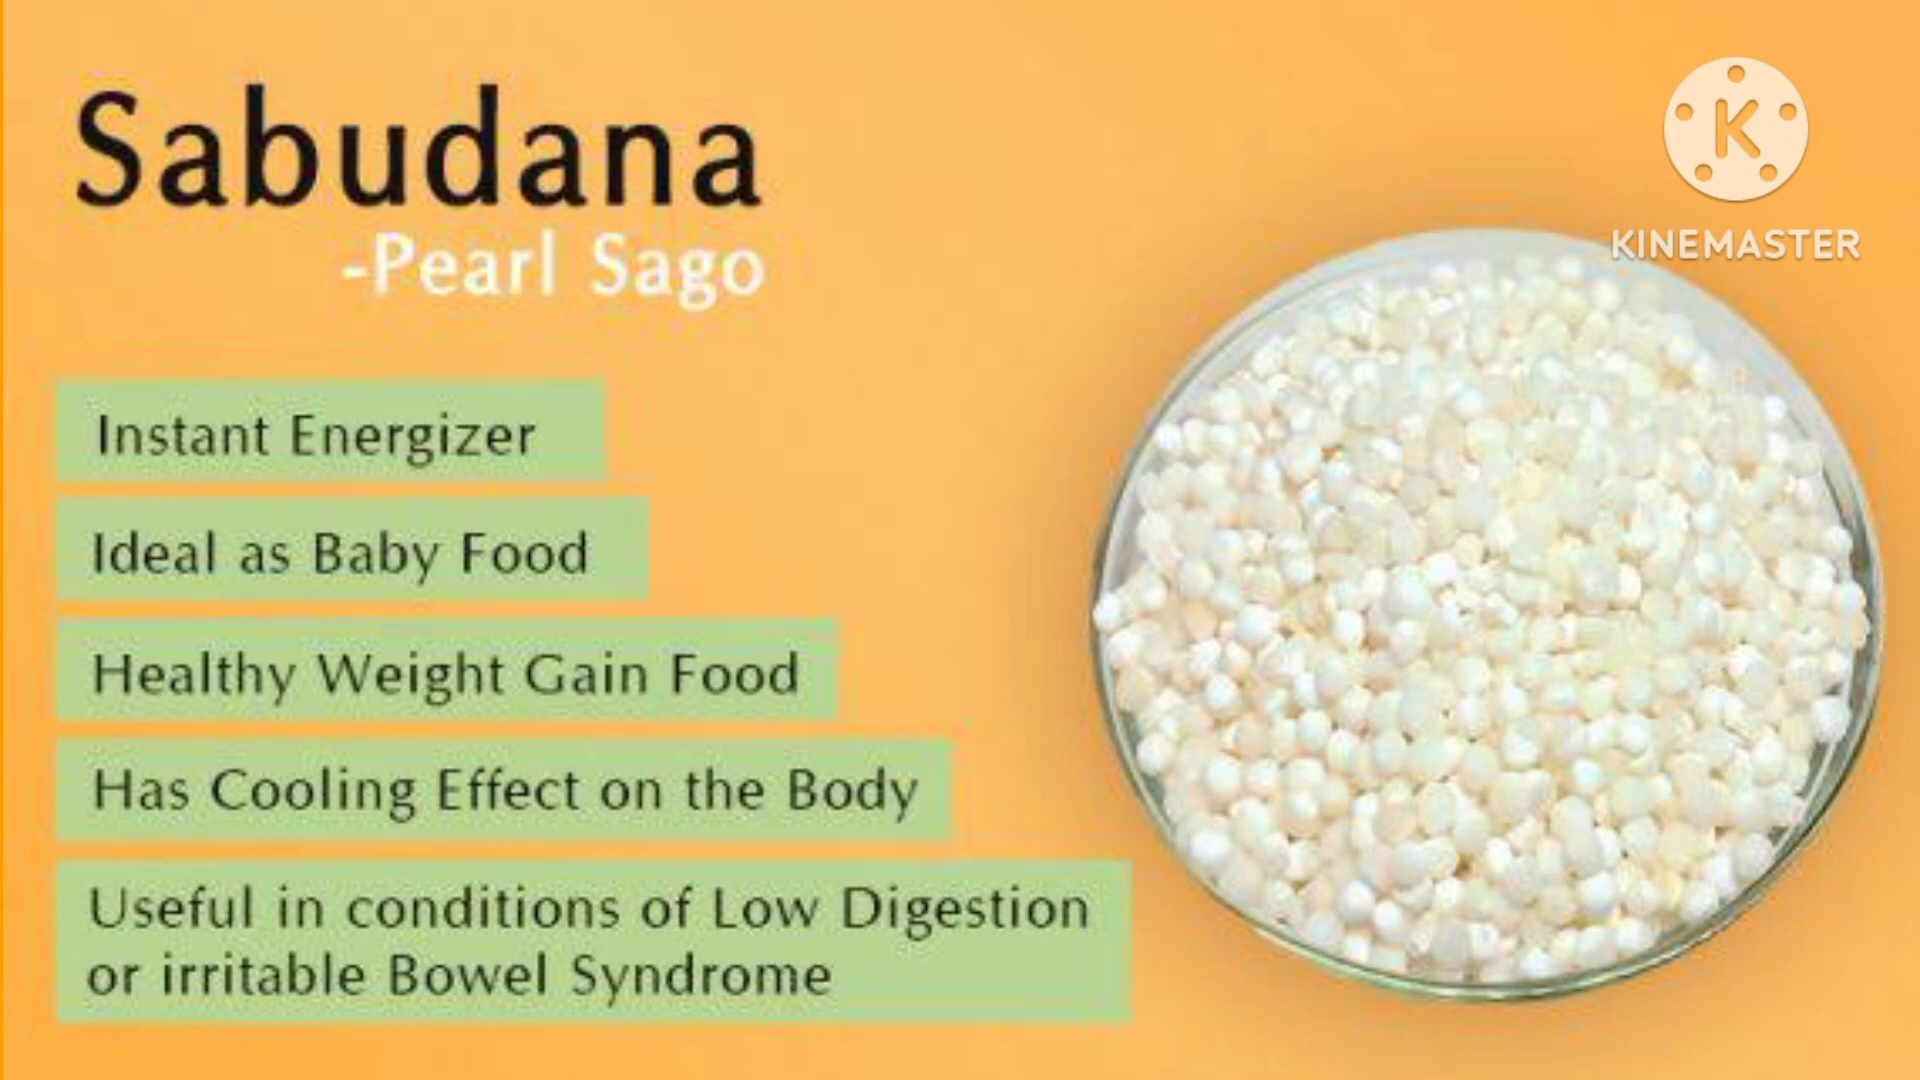 Sabudana
-Pearl Sago
K
KINEMASTER
Instant Energizer
Ideal as Baby Food
Healthy Weight Gain Food
Has Cooling Effect on the Body
Useful in conditions of Low Digestion
or irritable Bowel Syndrome